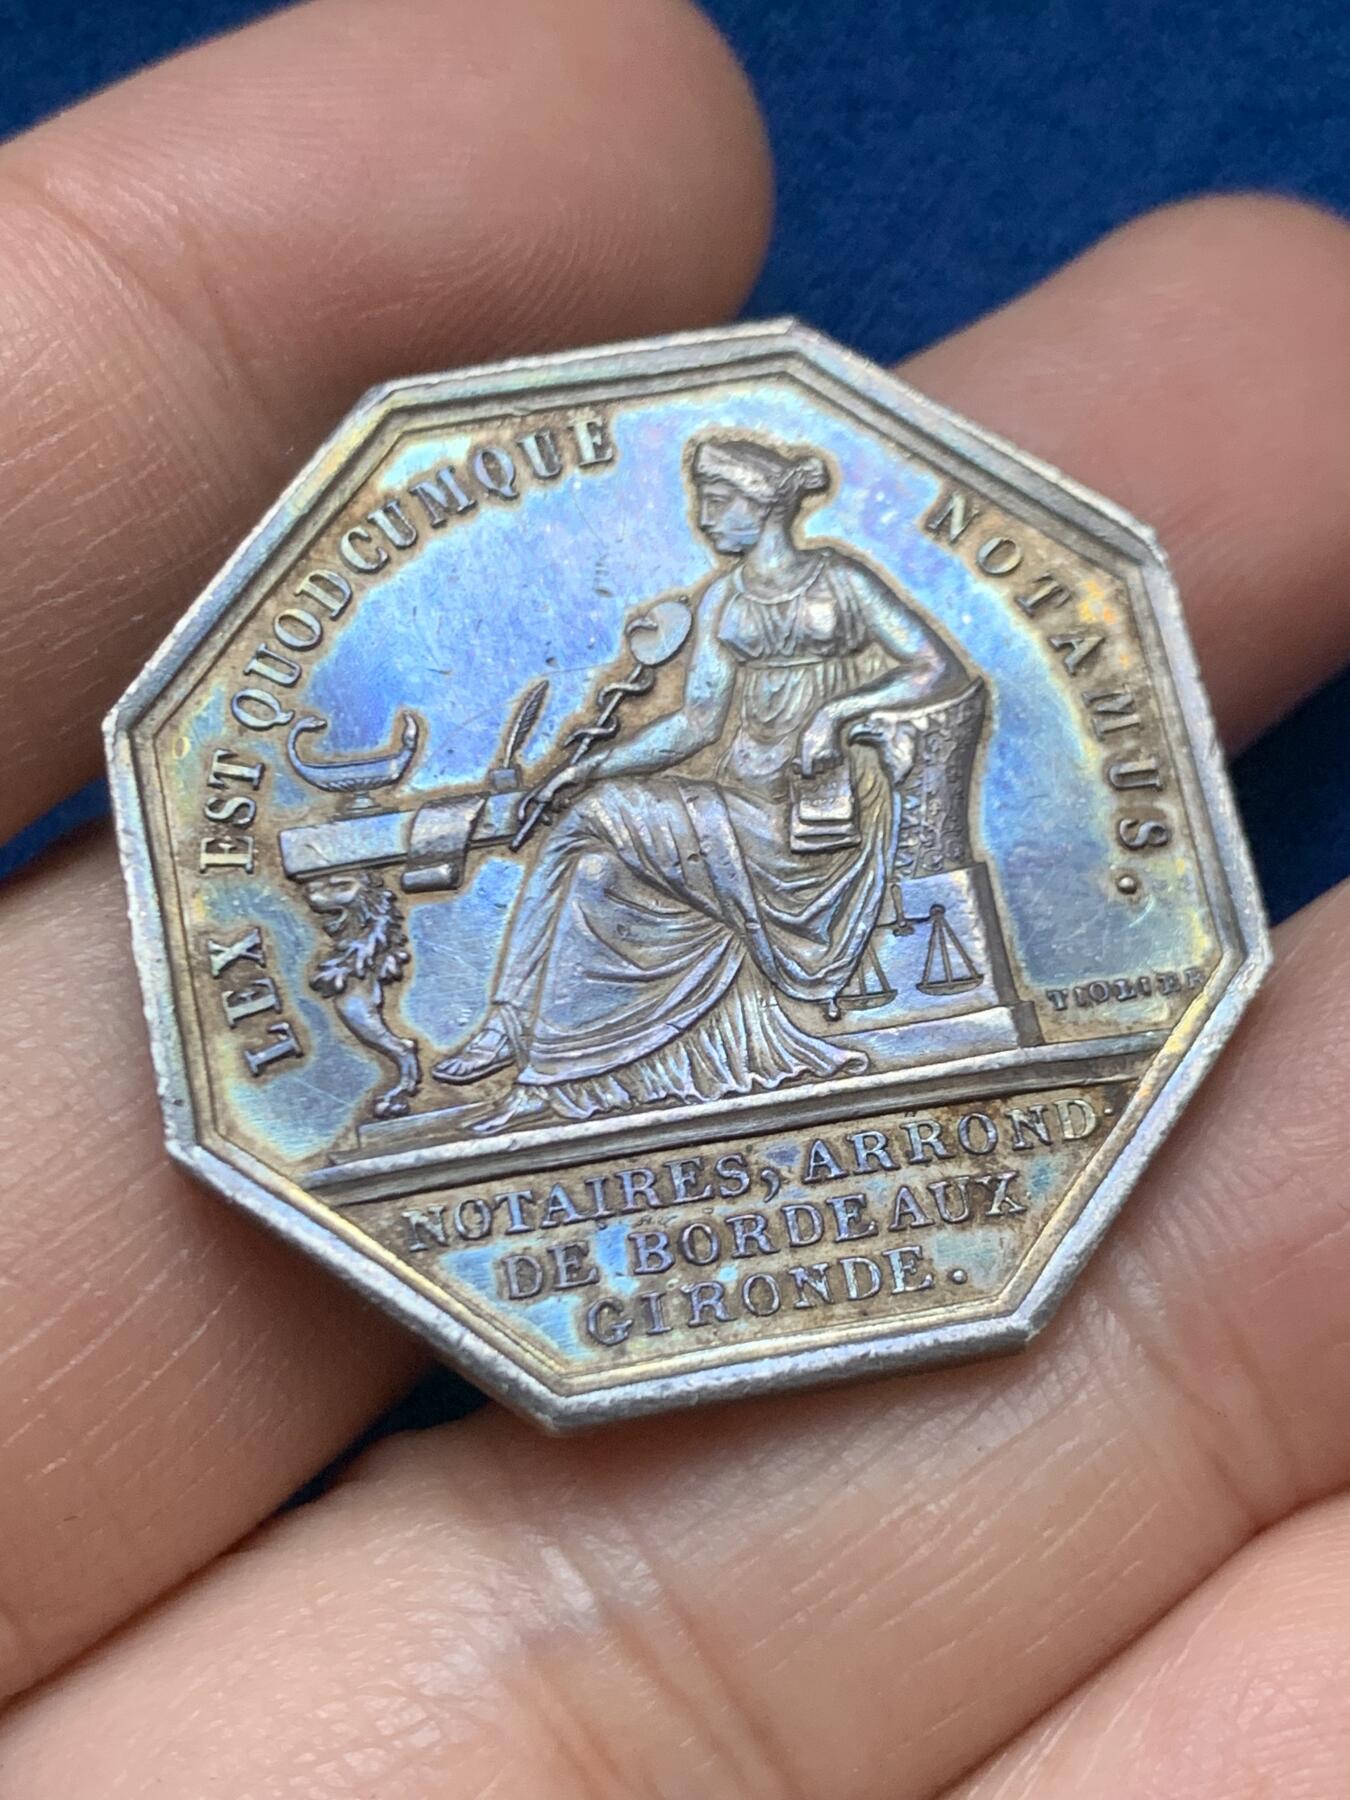 LEX EST QUODCUMQUE NOTAMUS.
TIOLIER
NOTAIRES, ARROND.
DE BORDEAUX
GIRONDE.